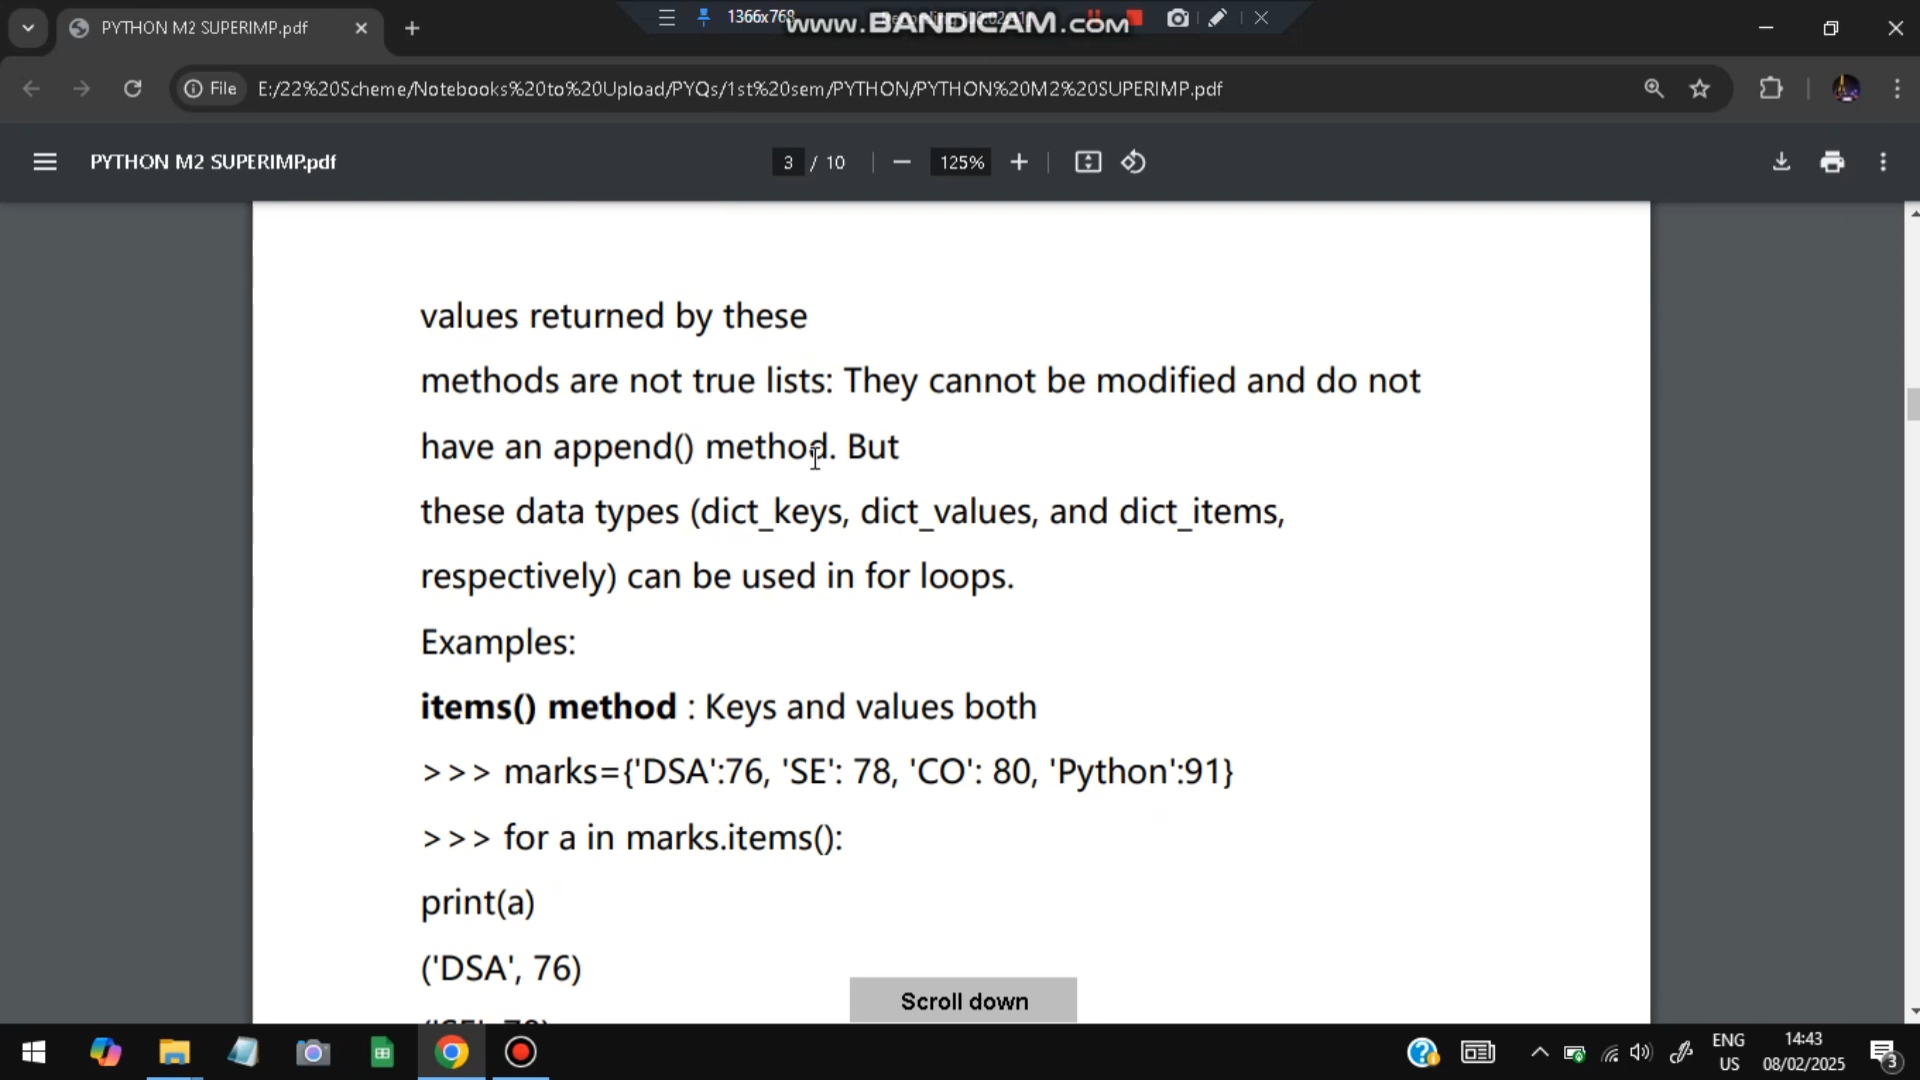 PYTHON M2 SUPERIMP.pdf
1366x768
www.BANDICAM.com
File
E:/22%20Scheme/Notebooks%20to%20Upload/PYQs/1st%20sem/PYTHON/PYTHON%20M2%20SUPERIMP.pdf
PYTHON M2 SUPERIMP.pdf
3 / 10
125%
values returned by these
methods are not true lists: They cannot be modified and do not
have an append() method. But
these data types (dict_keys, dict_values, and dict_items,
respectively) can be used in for loops.
Examples:
items() method : Keys and values both
>>> marks={'DSA':76, 'SE': 78, 'CO': 80, 'Python':91}
>>> for a in marks.items():
print(a)
('DSA', 76)
Scroll down
ENG
US
14:43
08/02/2025
3